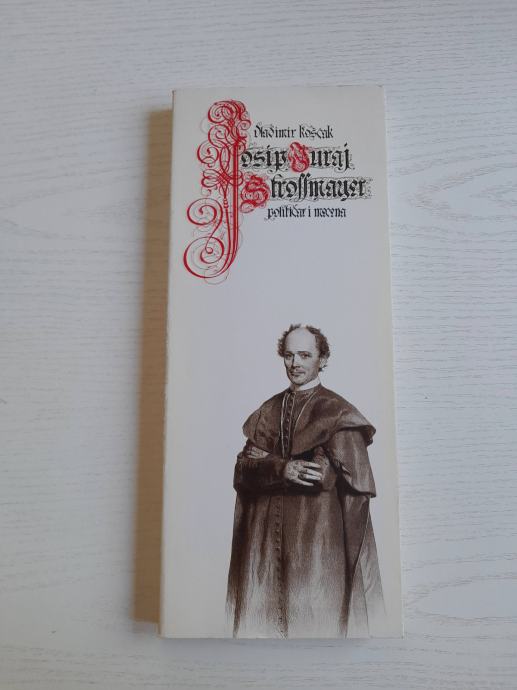 Vladimir Košćak
Josip Juraj
Strossmayer
političar i mecena